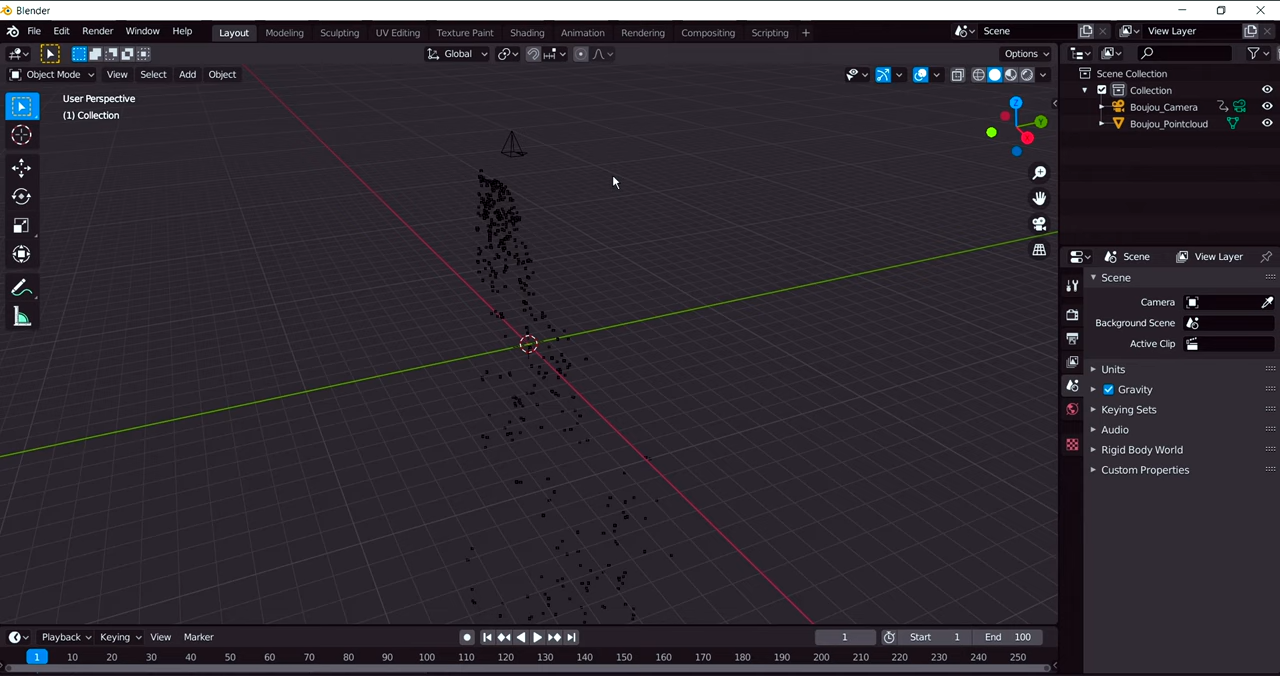 Blender
File Edit Render Window Help Layout Modeling Sculpting UV Editing Texture Paint Shading Animation Rendering Compositing Scripting + Scene View Layer
Global Options
Object Mode View Select Add Object
User Perspective
(1) Collection
Z
Y
X
Scene Collection
Collection
Boujou_Camera
Boujou_Pointcloud
Scene View Layer
Scene
Camera
Background Scene
Active Clip
Units
Gravity
Keying Sets
Audio
Rigid Body World
Custom Properties
Playback Keying View Marker 1 Start 1 End 100
1 10 20 30 40 50 60 70 80 90 100 110 120 130 140 150 160 170 180 190 200 210 220 230 240 250